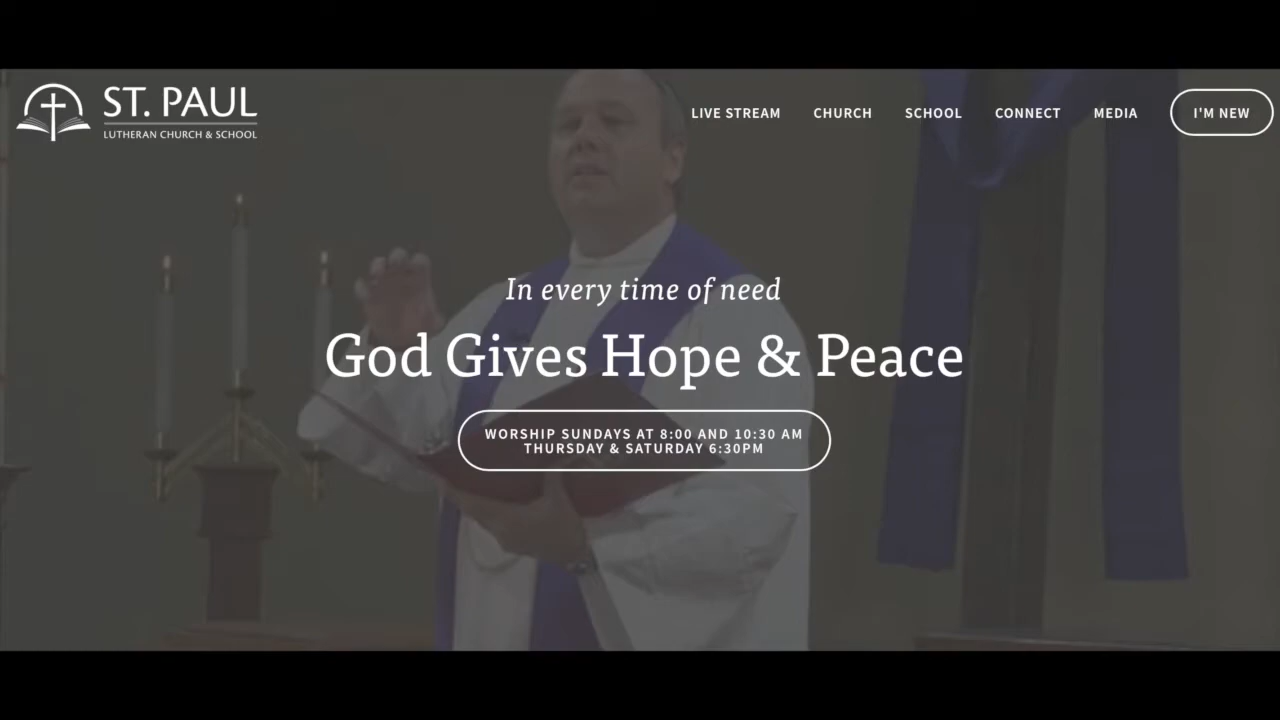 ST. PAUL
LUTHERAN CHURCH & SCHOOL
LIVE STREAM CHURCH SCHOOL CONNECT MEDIA I'M NEW
In every time of need
God Gives Hope & Peace
WORSHIP SUNDAYS AT 8:00 AND 10:30 AM
THURSDAY & SATURDAY 6:30PM